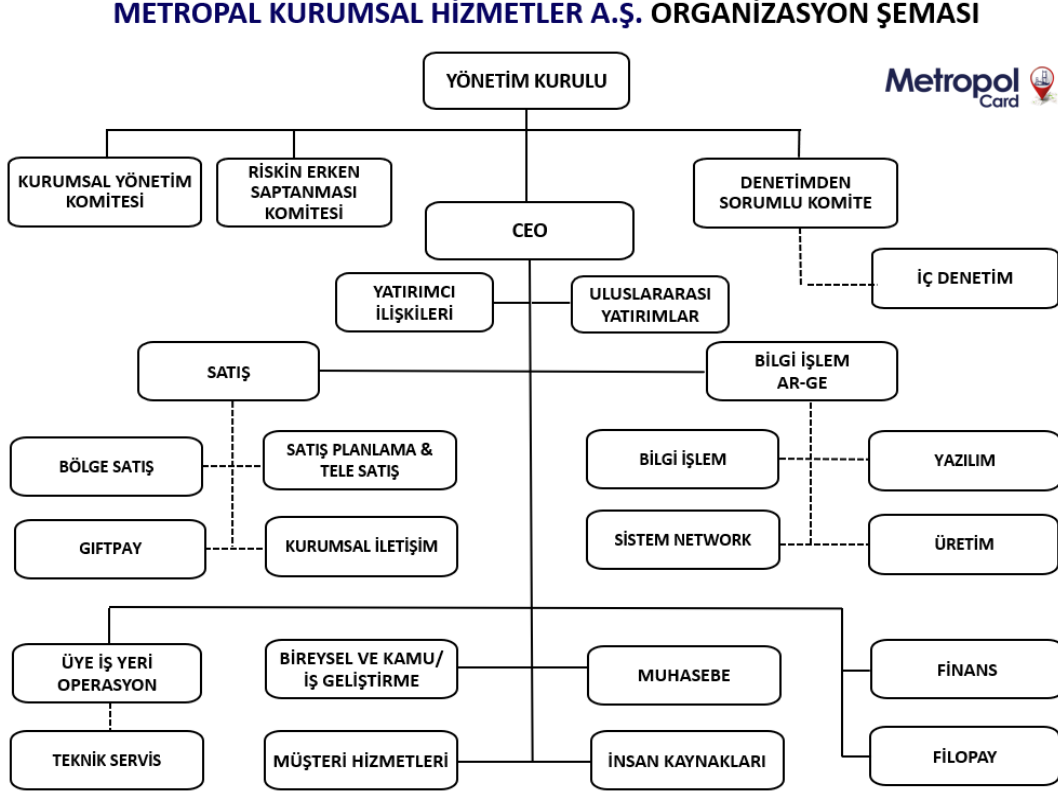 METROPAL KURUMSAL HİZMETLER A.Ş. ORGANİZASYON ŞEMASI
YÖNETİM KURULU
Metropol
Card
KURUMSAL YÖNETİM
KOMİTESİ
RİSKİN ERKEN
SAPTANMASI
KOMİTESİ
DENETİMDEN
SORUMLU KOMİTE
CEO
İÇ DENETİM
YATIRIMCI
İLİŞKİLERİ
ULUSLARARASI
YATIRIMLAR
SATIŞ
BİLGİ İŞLEM
AR-GE
BÖLGE SATIŞ
SATIŞ PLANLAMA &
TELE SATIŞ
BİLGİ İŞLEM
YAZILIM
GIFTPAY
KURUMSAL İLETİŞİM
SİSTEM NETWORK
ÜRETİM
ÜYE İŞ YERİ
OPERASYON
BİREYSEL VE KAMU/
İŞ GELİŞTİRME
MUHASEBE
FİNANS
TEKNİK SERVİS
MÜŞTERİ HİZMETLERİ
İNSAN KAYNAKLARI
FİLOPAY